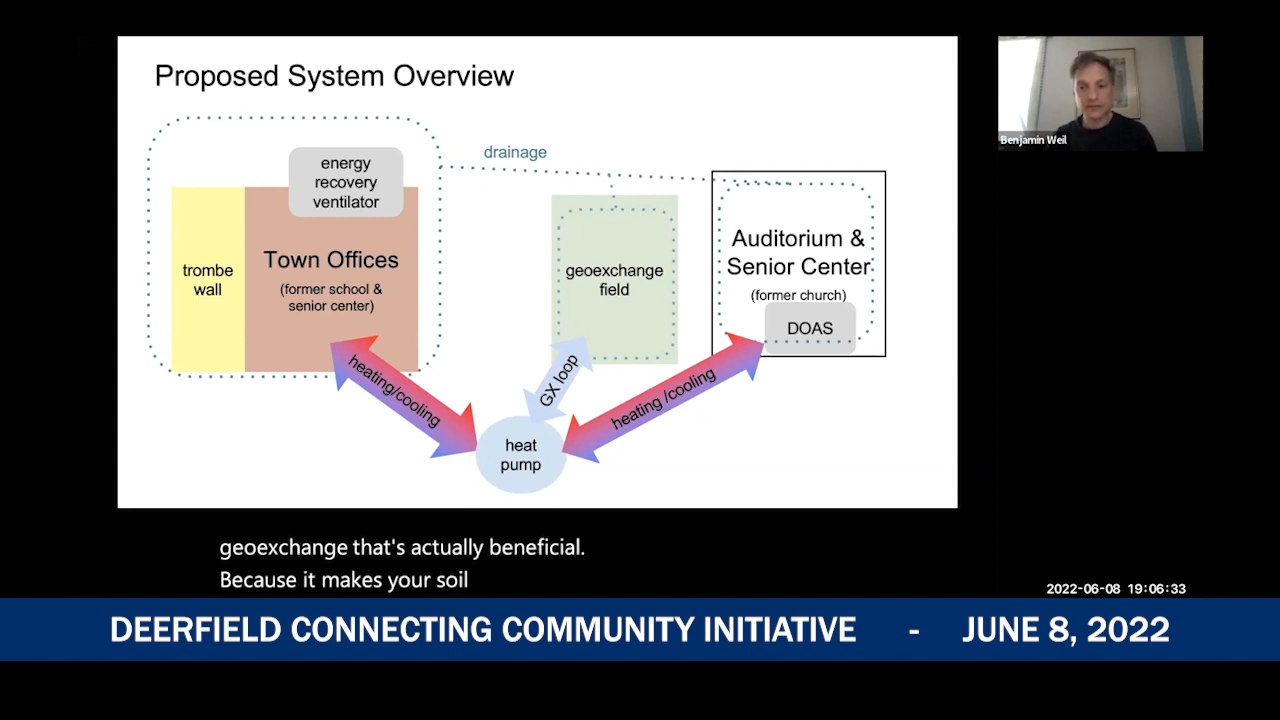 Proposed System Overview
Benjamin Weil
drainage
energy
recovery
ventilator
trombe
wall
Town Offices
(former school &
senior center)
geoexchange
field
Auditorium &
Senior Center
(former church)
DOAS
heating/cooling
GX loop
heating /cooling
heat
pump
geoexchange that's actually beneficial.
Because it makes your soil
2022-06-08 19:06:33
DEERFIELD CONNECTING COMMUNITY INITIATIVE - JUNE 8, 2022